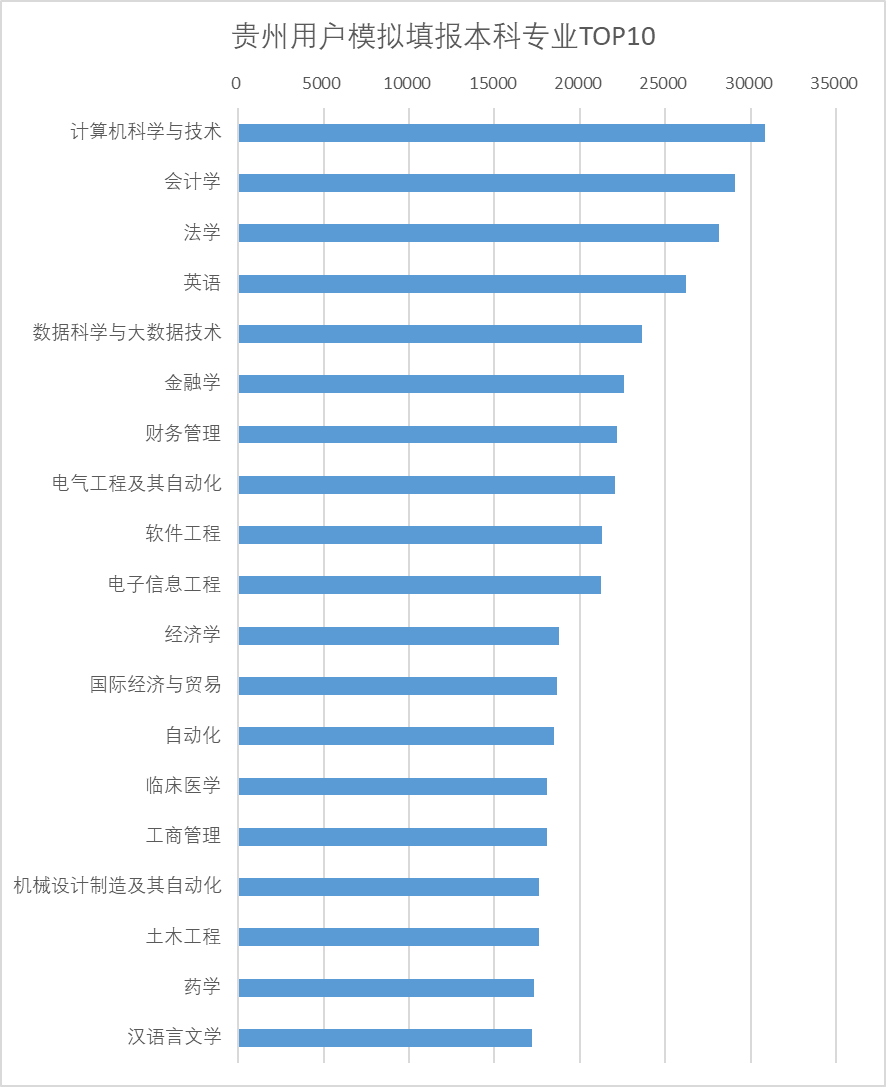 贵州用户模拟填报本科专业TOP10
0 5000 10000 15000 20000 25000 30000 35000
计算机科学与技术
会计学
法学
英语
数据科学与大数据技术
金融学
财务管理
电气工程及其自动化
软件工程
电子信息工程
经济学
国际经济与贸易
自动化
临床医学
工商管理
机械设计制造及其自动化
土木工程
药学
汉语言文学